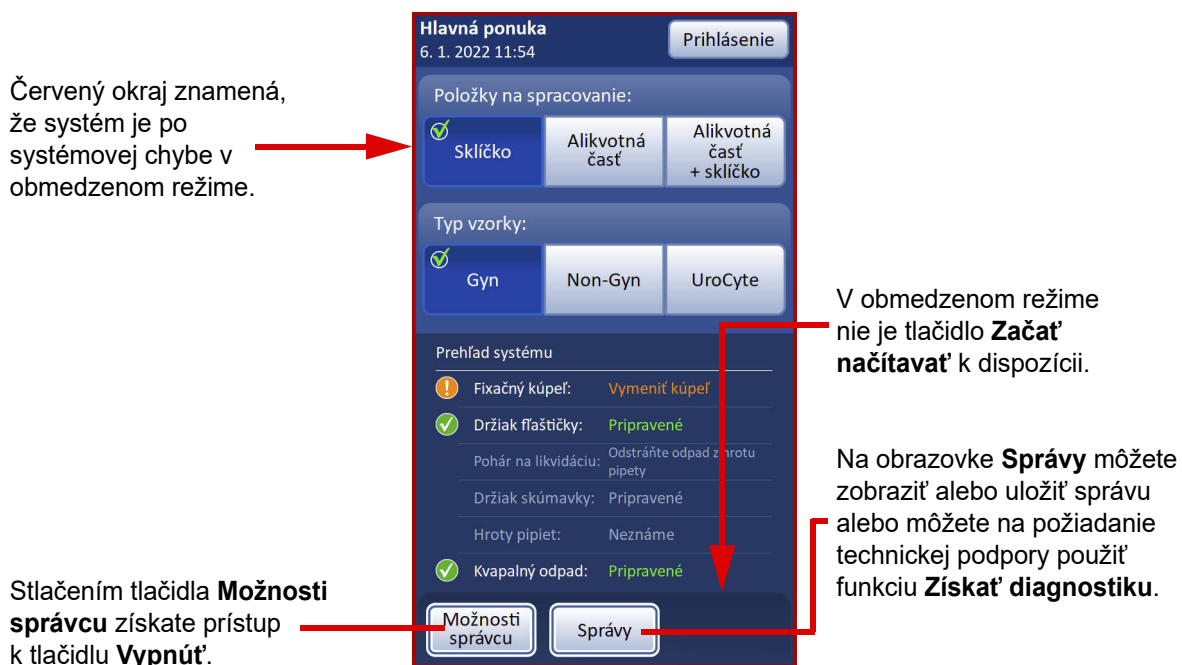 Hlavná ponuka
6. 1. 2022 11:54
Prihlásenie
Červený okraj znamená,
že systém je po
systémovej chybe v
obmedzenom režime.
Položky na spracovanie:
Sklíčko
Alikvotná
časť
Alikvotná
časť
+ sklíčko
Typ vzorky:
Gyn
Non-Gyn
UroCyte
V obmedzenom režime
nie je tlačidlo Začať
načítavať k dispozícii.
Prehľad systému
Fixačný kúpeľ: Vymeniť kúpeľ
Držiak fľaštičky: Pripravené
Pohár na likvidáciu: Odstráňte odpad z hrotu
pipety
Držiak skúmavky: Pripravené
Hroty pipiet: Neznáme
Kvapalný odpad: Pripravené
Na obrazovke Správy môžete
zobraziť alebo uložiť správu
alebo môžete na požiadanie
technickej podpory použiť
funkciu Získať diagnostiku.
Stlačením tlačidla Možnosti
správcu získate prístup
k tlačidlu Vypnúť.
Možnosti
správcu
Správy